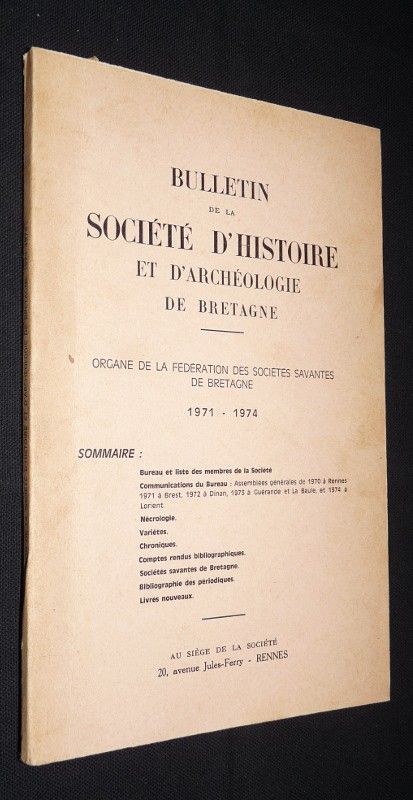 BULLETIN
DE LA
SOCIÉTÉ D'HISTOIRE
ET D'ARCHÉOLOGIE
DE BRETAGNE
ORGANE DE LA FÉDÉRATION DES SOCIÉTÉS SAVANTES
DE BRETAGNE
1971 - 1974
SOMMAIRE :
Bureau et liste des membres de la Société
Communications du Bureau : Assemblées générales de 1970 à Rennes
1971 à Brest, 1972 à Dinan, 1973 à Guérande et La Baule, et 1974 à
Lorient.
Nécrologie.
Variétés.
Chroniques.
Comptes rendus bibliographiques.
Sociétés savantes de Bretagne.
Bibliographie des périodiques.
Livres nouveaux.
AU SIÈGE DE LA SOCIÉTÉ
20, avenue Jules-Ferry - RENNES